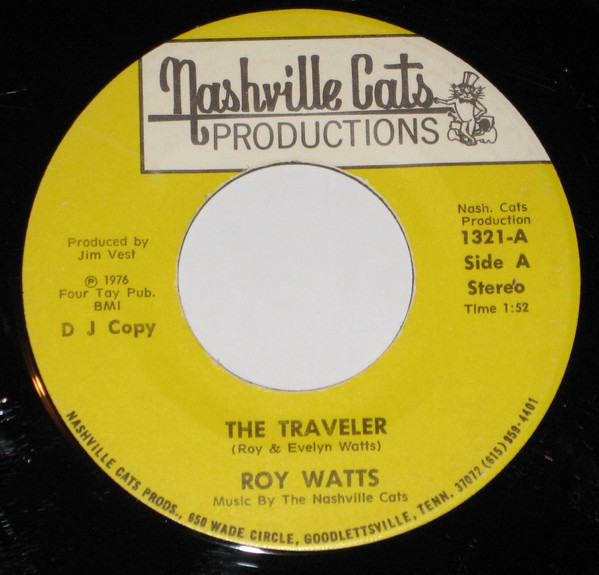 Nashville Cats
PRODUCTIONS
Nash. Cats
Production
1321-A
Side A
Stereo
Time 1:52
Produced by
Jim Vest
℗ 1976
Four Tay Pub.
BMI
D J Copy
THE TRAVELER
(Roy & Evelyn Watts)
ROY WATTS
Music By The Nashville Cats
NASHVILLE CATS PRODS., 650 WADE CIRCLE, GOODLETTSVILLE, TENN. 37072 (615) 859-4401